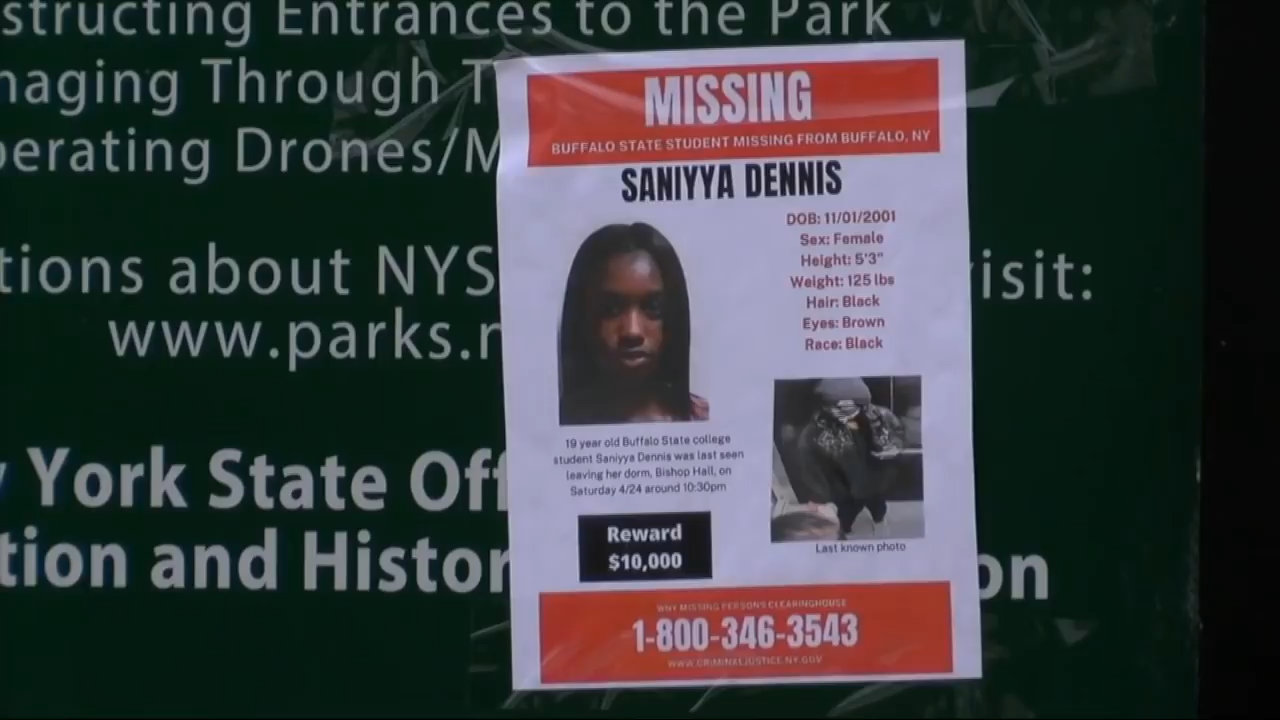 structing Entrances to the Park
naging Through T
perating Drones/M
tions about NYS
isit:
www.parks.n
York State Off
tion and Histor
on
MISSING
BUFFALO STATE STUDENT MISSING FROM BUFFALO, NY
SANIYYA DENNIS
DOB: 11/01/2001
Sex: Female
Height: 5'3"
Weight: 125 lbs
Hair: Black
Eyes: Brown
Race: Black
19 year old Buffalo State college
student Saniyya Dennis was last seen
leaving her dorm, Bishop Hall, on
Saturday 4/24 around 10:30pm
Last known photo
Reward
$10,000
WNY MISSING PERSONS CLEARINGHOUSE
1-800-346-3543
WWW.CRIMINALJUSTICE.NY.GOV